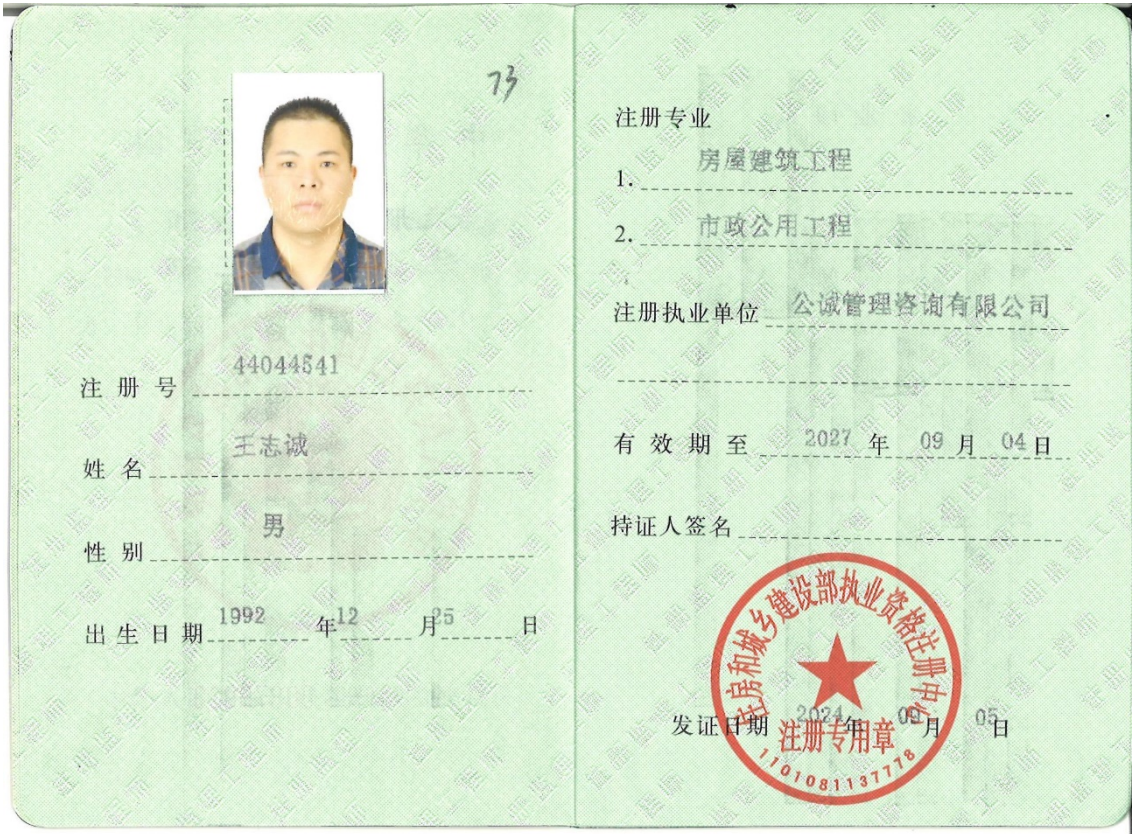 73
注册号 44044541
姓名 王志诚
性别 男
出生日期 1992 年 12 月 25 日
注册专业
1. 房屋建筑工程
2. 市政公用工程
注册执业单位 公诚管理咨询有限公司
有效期至 2027 年 09 月 04 日
持证人签名
住房和城乡建设部执业资格注册中心
发证日期 2024 年 09 月 05 日
注册专用章
1101081137778